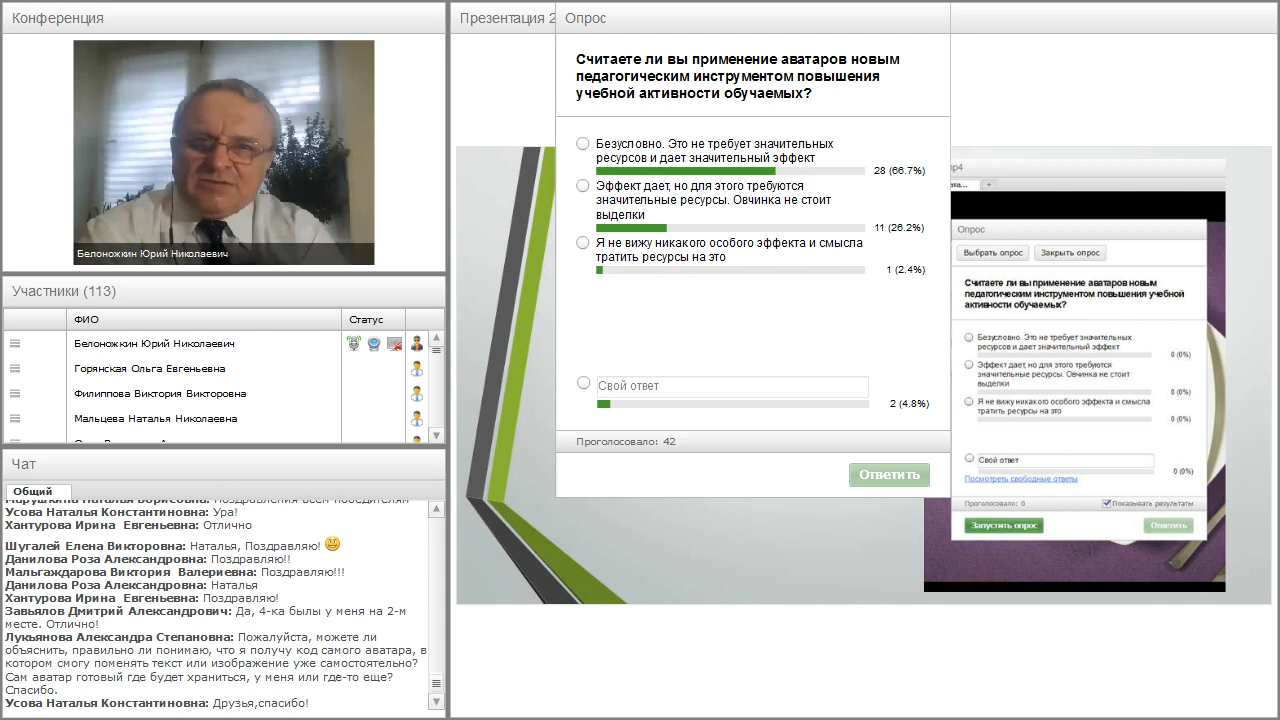 Конференция
Белоножкин Юрий Николаевич
Участники (113)
ФИО
Статус
Белоножкин Юрий Николаевич
Горянская Ольга Евгеньевна
Филиппова Виктория Викторовна
Мальцева Наталья Николаевна
Чат
Общий
Марушкина Наталья Борисовна: Поздравления всем победителям
Усова Наталья Константиновна: Ура!
Хантурова Ирина Евгеньевна: Отлично
Шугалей Елена Викторовна: Наталья, Поздравляю!
Данилова Роза Александровна: Поздравляю!!
Мальгаждарова Виктория Валериевна: Поздравляю!!!
Данилова Роза Александровна: Наталья
Хантурова Ирина Евгеньевна: Поздравляю!
Завьялов Дмитрий Александрович: Да, 4-ка былы у меня на 2-м
месте. Отлично!
Лукьянова Александра Степановна: Пожалуйста, можете ли
объяснить, правильно ли понимаю, что я получу код самого аватара, в
котором смогу поменять текст или изображение уже самостоятельно?
Сам аватар готовый где будет храниться, у меня или где-то еще?
Спасибо.
Усова Наталья Константиновна: Друзья,спасибо!
Презентация 2
Опрос
Считаете ли вы применение аватаров новым
педагогическим инструментом повышения
учебной активности обучаемых?
Безусловно. Это не требует значительных
ресурсов и дает значительный эффект
28 (66.7%)
Эффект дает, но для этого требуются
значительные ресурсы. Овчинка не стоит
выделки
11 (26.2%)
Я не вижу никакого особого эффекта и смысла
тратить ресурсы на это
1 (2.4%)
Свой ответ
2 (4.8%)
Проголосовало: 42
Ответить
mp4
+
Опрос
Выбрать опрос
Закрыть опрос
Считаете ли вы применение аватаров новым
педагогическим инструментом повышения учебной
активности обучаемых?
Безусловно. Это не требует значительных
ресурсов и дает значительный эффект
0 (0%)
Эффект дает, но для этого требуются
значительные ресурсы. Овчинка не стоит
выделки
0 (0%)
Я не вижу никакого особого эффекта и смысла
тратить ресурсы на это
0 (0%)
Свой ответ
0 (0%)
Посмотреть свободные ответы
Проголосовало: 0
Показывать результаты
Запустить опрос
Ответить